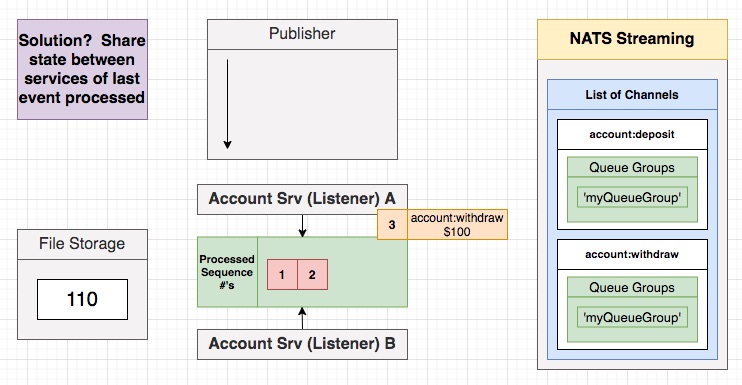 Solution? Share
state between
services of last
event processed
Publisher
NATS Streaming
List of Channels
account:deposit
Queue Groups
'myQueueGroup'
account:withdraw
Queue Groups
'myQueueGroup'
Account Srv (Listener) A
3
account:withdraw
$100
Processed
Sequence
#'s
1
2
Account Srv (Listener) B
File Storage
110